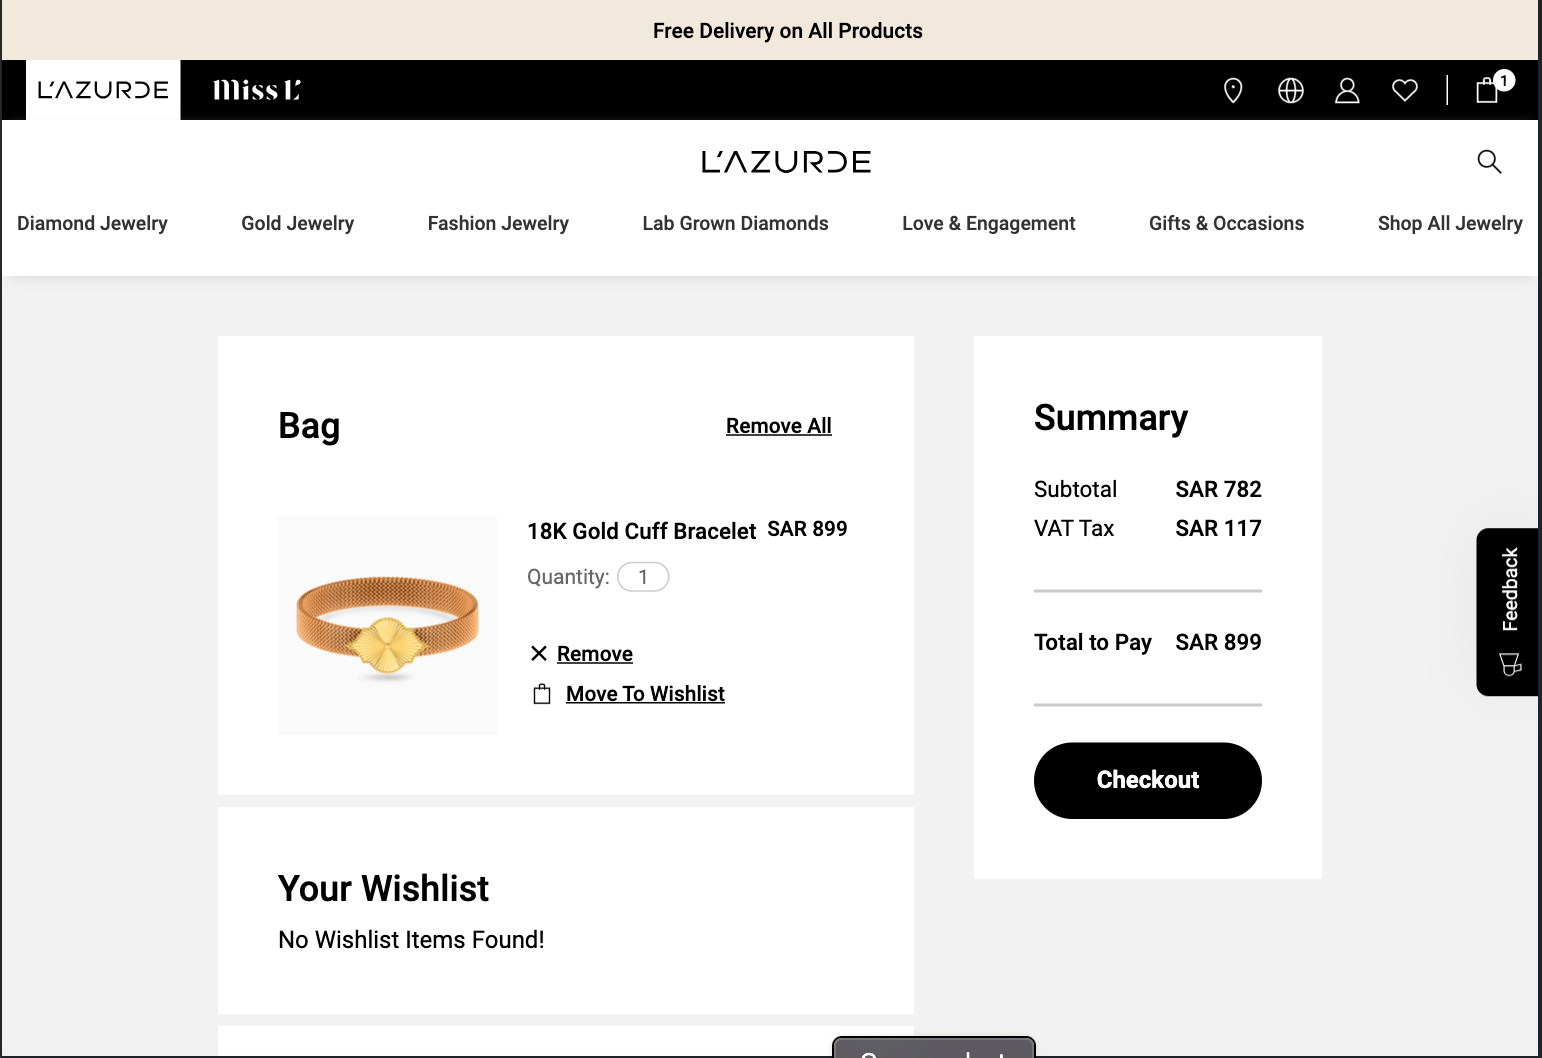 Free Delivery on All Products
L'AZURDE
Miss L'
1
L'AZURDE
Diamond Jewelry Gold Jewelry Fashion Jewelry Lab Grown Diamonds Love & Engagement Gifts & Occasions Shop All Jewelry
Bag
Remove All
18K Gold Cuff Bracelet SAR 899
Quantity: 1
Remove
Move To Wishlist
Your Wishlist
No Wishlist Items Found!
Summary
Subtotal SAR 782
VAT Tax SAR 117
Total to Pay SAR 899
Checkout
Feedback